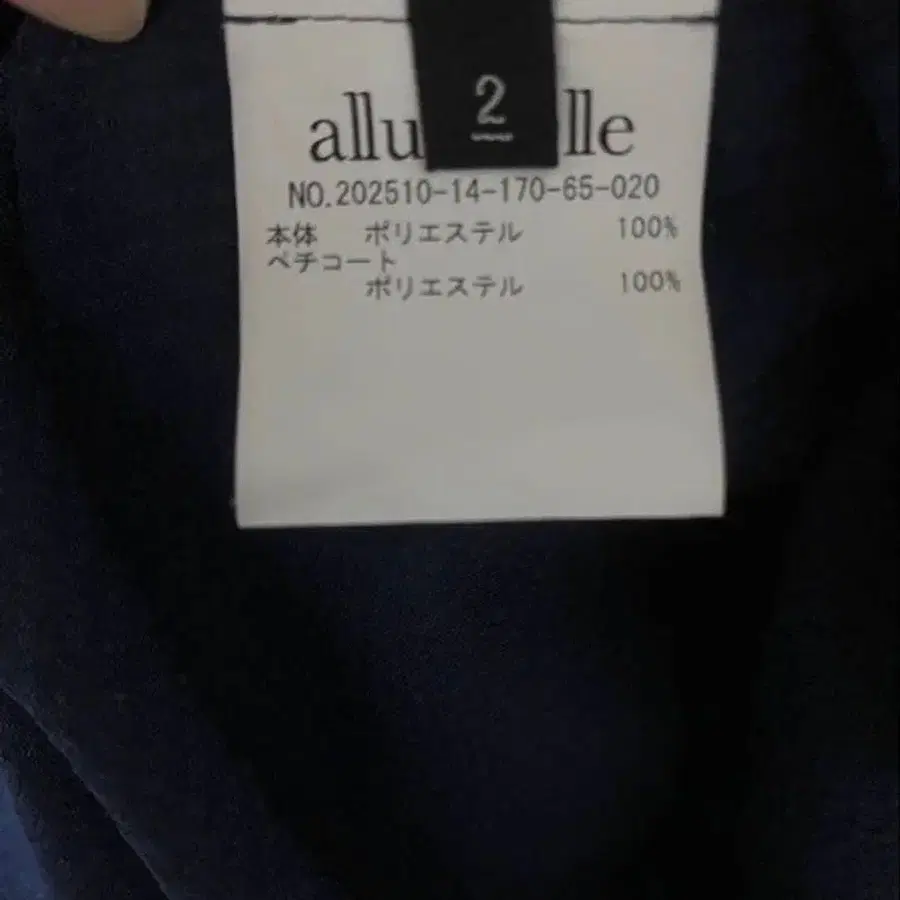 2
allu lle
NO.202510-14-170-65-020
本体 ポリエステル 100%
ペチコート
ポリエステル 100%